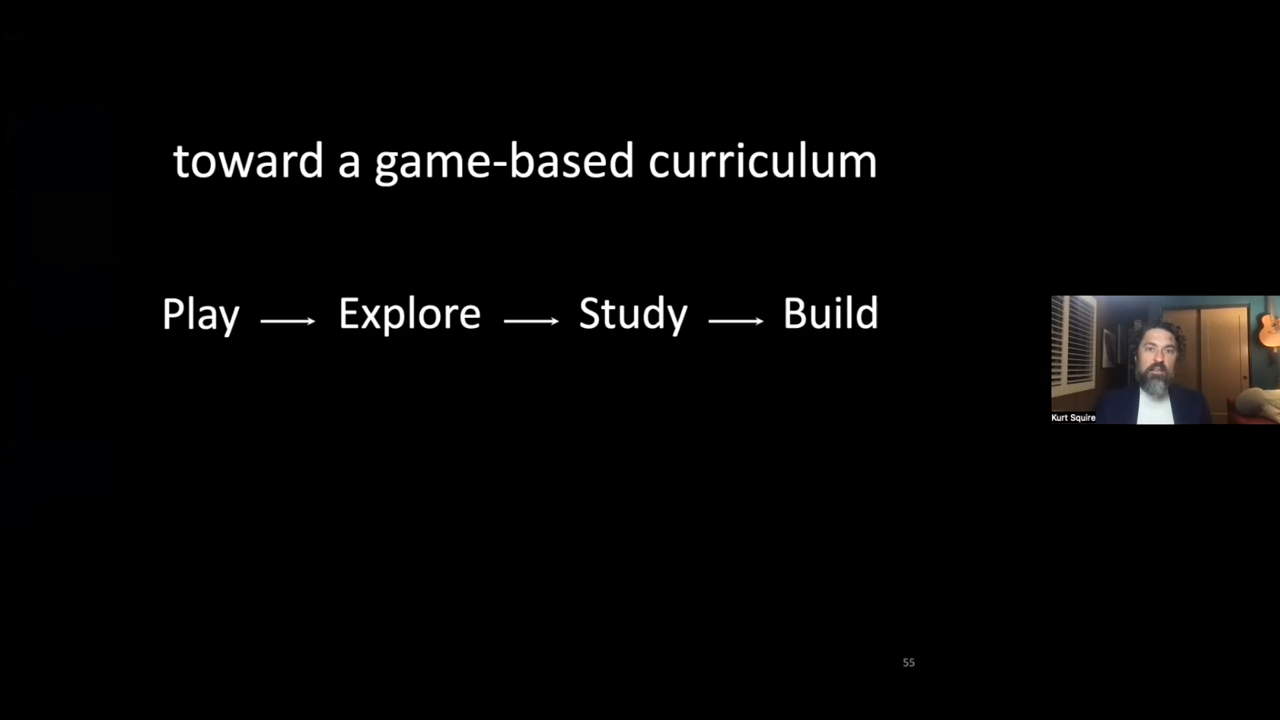 toward a game-based curriculum
Play → Explore → Study → Build
Kurt Squire
55